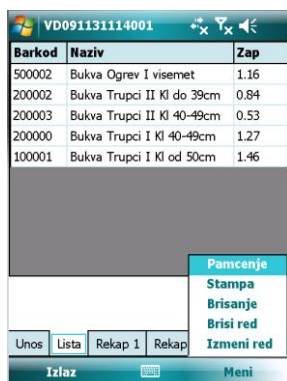 VD091131114001
Barkod Naziv Zap
500002 Bukva Ogrev I visemet 1.16
200002 Bukva Trupci II Kl do 39cm 0.84
200003 Bukva Trupci II Kl 40-49cm 0.53
200000 Bukva Trupci I Kl 40-49cm 1.27
100001 Bukva Trupci I Kl od 50cm 1.46
Pamcenje
Stampa
Brisanje
Brisi red
Izmeni red
Unos Lista Rekap 1 Rekap
Izlaz Meni